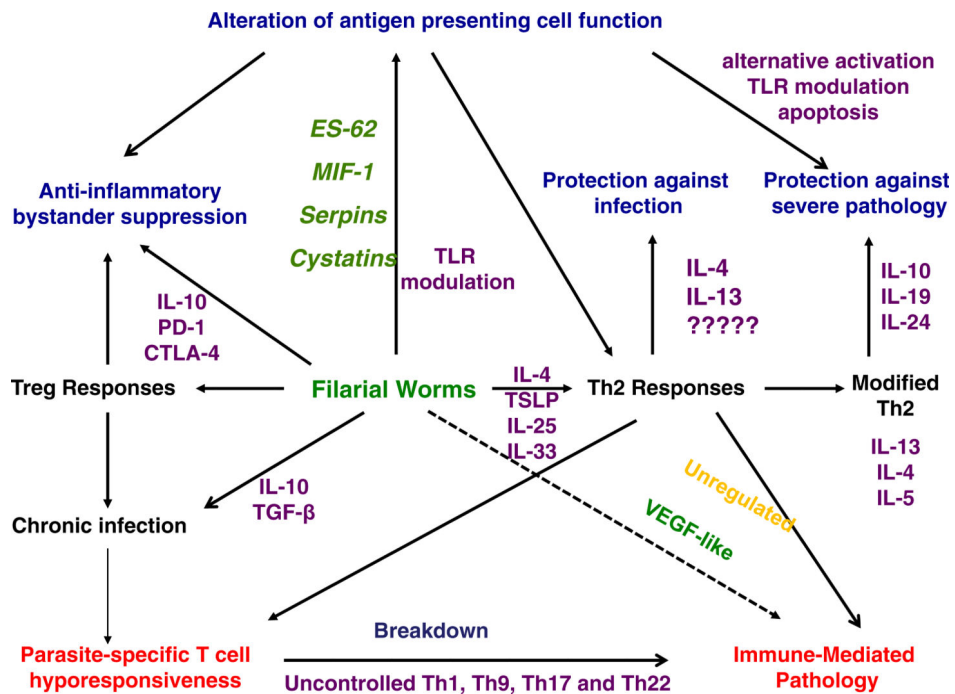 Alteration of antigen presenting cell function
alternative activation
TLR modulation
apoptosis
ES-62
MIF-1
Serpins
Cystatins
TLR
modulation
Anti-inflammatory
bystander suppression
Protection against
infection
Protection against
severe pathology
IL-10
PD-1
CTLA-4
IL-4
IL-13
?????
IL-10
IL-19
IL-24
Treg Responses
Filarial Worms
IL-4
TSLP
IL-25
IL-33
Th2 Responses
Modified
Th2
IL-13
IL-4
IL-5
IL-10
TGF-β
Chronic infection
Unregulated
VEGF-like
Parasite-specific T cell
hyporesponsiveness
Breakdown
Uncontrolled Th1, Th9, Th17 and Th22
Immune-Mediated
Pathology